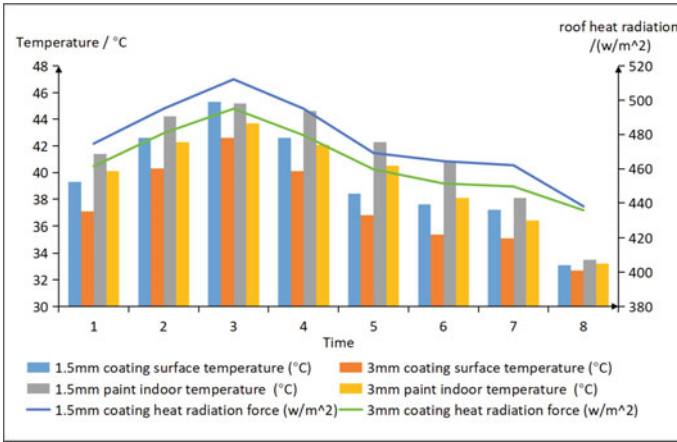 roof heat radiation
Temperature / °C
/(w/m^2)
48
520
46
500
44
42
480
40
460
38
36
440
34
420
32
400
30
380
1 2 3 4 5 6 7 8
Time
1.5mm coating surface temperature (°C)
3mm coating surface temperature (°C)
1.5mm paint indoor temperature (°C)
3mm paint indoor temperature (°C)
1.5mm coating heat radiation force (w/m^2)
3mm coating heat radiation force (w/m^2)